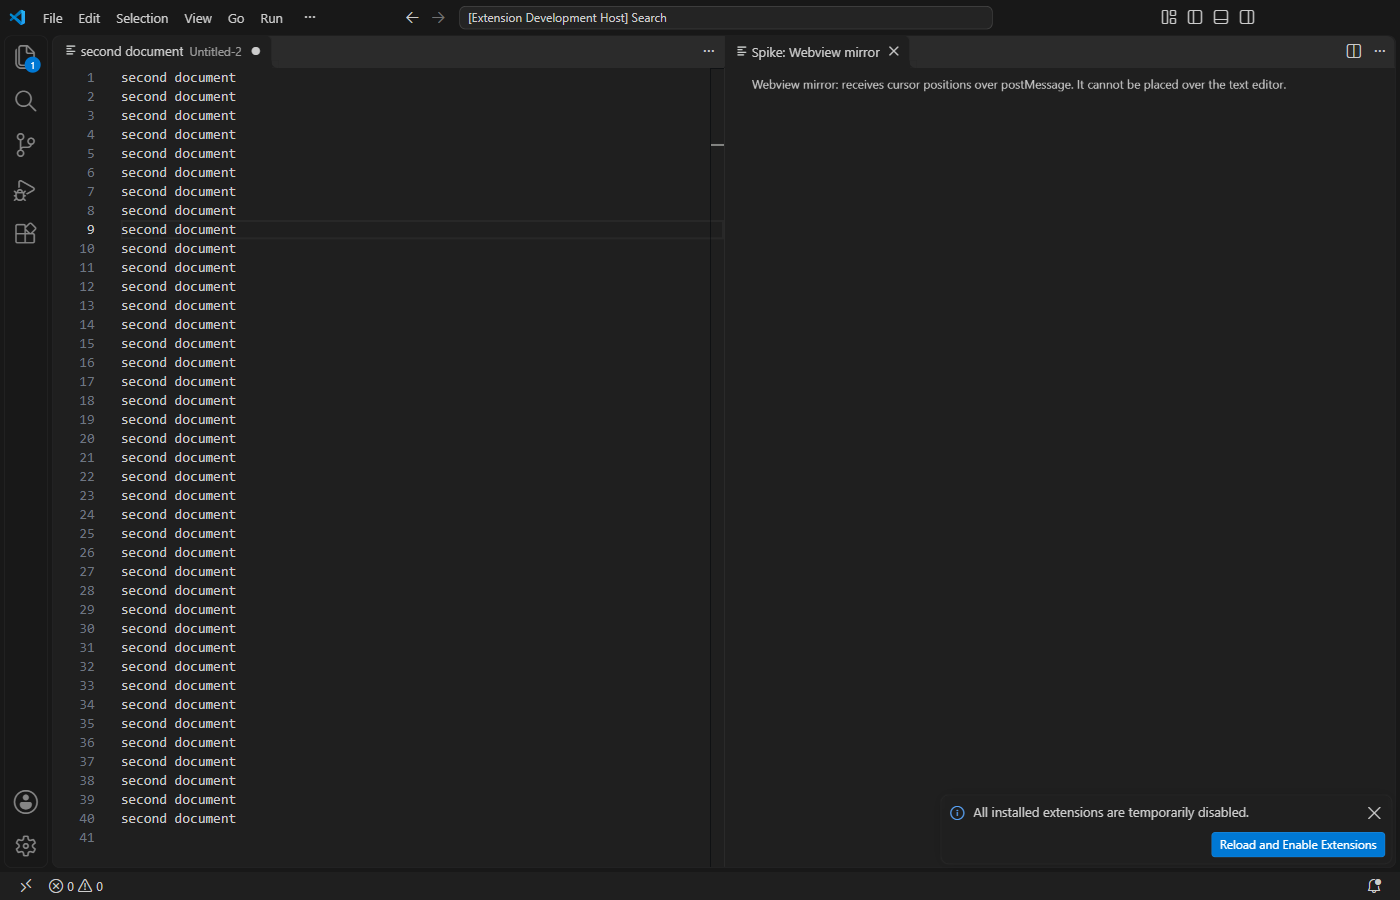 File Edit Selection View Go Run ···
[Extension Development Host] Search
1
second document Untitled-2
Spike: Webview mirror
1 second document
2 second document
3 second document
4 second document
5 second document
6 second document
7 second document
8 second document
9 second document
10 second document
11 second document
12 second document
13 second document
14 second document
15 second document
16 second document
17 second document
18 second document
19 second document
20 second document
21 second document
22 second document
23 second document
24 second document
25 second document
26 second document
27 second document
28 second document
29 second document
30 second document
31 second document
32 second document
33 second document
34 second document
35 second document
36 second document
37 second document
38 second document
39 second document
40 second document
41
Webview mirror: receives cursor positions over postMessage. It cannot be placed over the text editor.
All installed extensions are temporarily disabled.
Reload and Enable Extensions
0 0